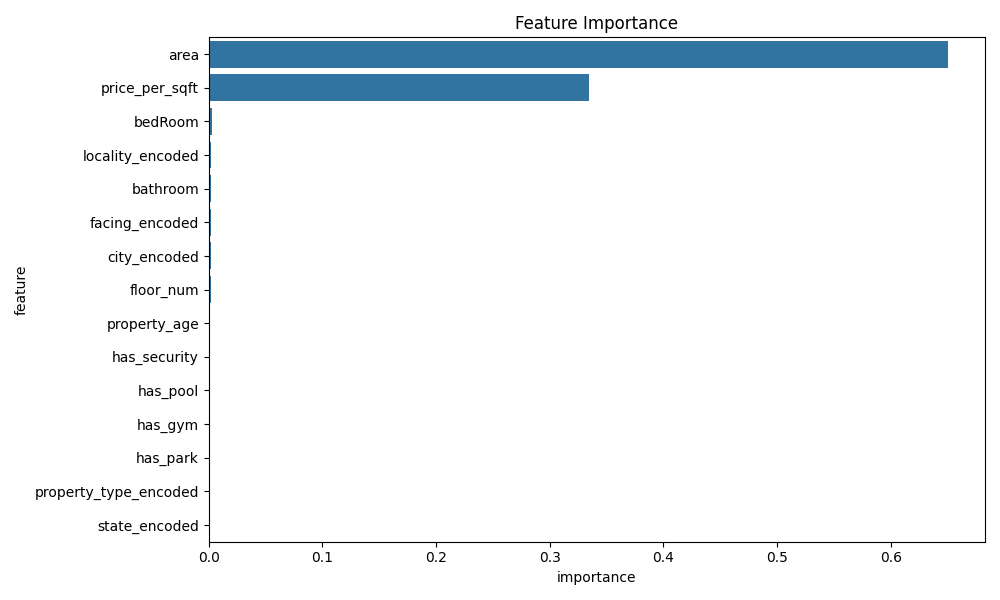 Feature Importance
area
price_per_sqft
bedRoom
locality_encoded
bathroom
facing_encoded
city_encoded
floor_num
property_age
has_security
has_pool
has_gym
has_park
property_type_encoded
state_encoded
feature
0.0 0.1 0.2 0.3 0.4 0.5 0.6
importance